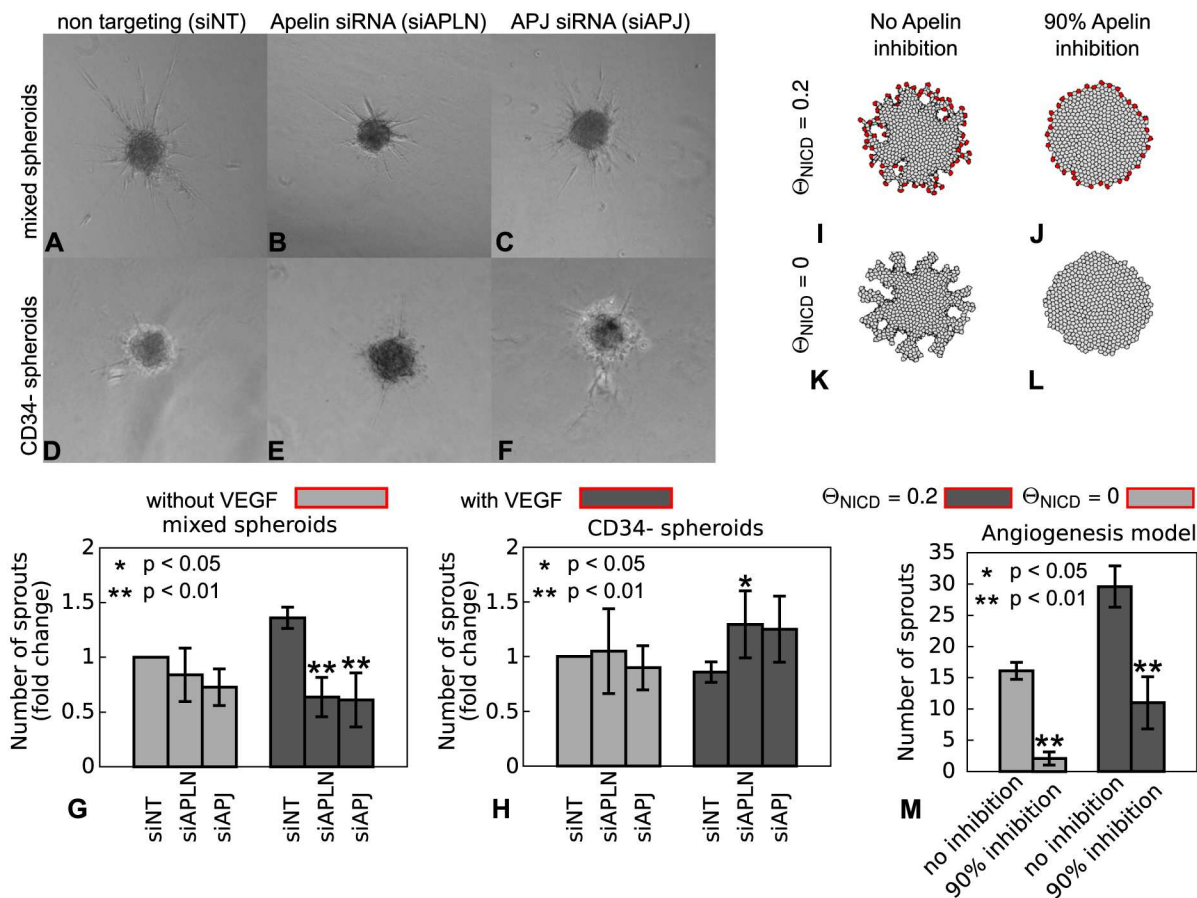 non targeting (siNT) Apelin siRNA (siAPLN) APJ siRNA (siAPJ)
mixed spheroids
A B C
CD34- spheroids
D E F
No Apelin inhibition
90% Apelin inhibition
ΘNICD = 0.2
I J
ΘNICD = 0
K L
without VEGF
with VEGF
mixed spheroids
Number of sprouts
(fold change)
2
1.5
1
0.5
0
* p < 0.05
** p < 0.01
** **
siNT siAPLN siAPJ siNT siAPLN siAPJ
G
CD34- spheroids
Number of sprouts
(fold change)
2
1.5
1
0.5
0
* p < 0.05
** p < 0.01
*
siNT siAPLN siAPJ siNT siAPLN siAPJ
H
ΘNICD = 0.2 ΘNICD = 0
Angiogenesis model
Number of sprouts
35
30
25
20
15
10
5
0
* p < 0.05
** p < 0.01
** **
no inhibition 90% inhibition no inhibition 90% inhibition
M